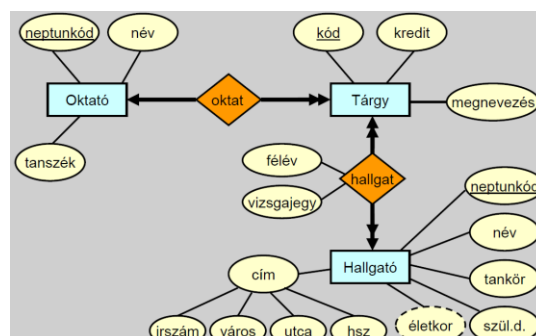 neptunkód
név
kód
kredit
Oktató
oktat
Tárgy
megnevezés
tanszék
félév
hallgat
vizsgajegy
neptunkód
név
cím
Hallgató
tankör
irszám
város
utca
hsz
életkor
szül.d.